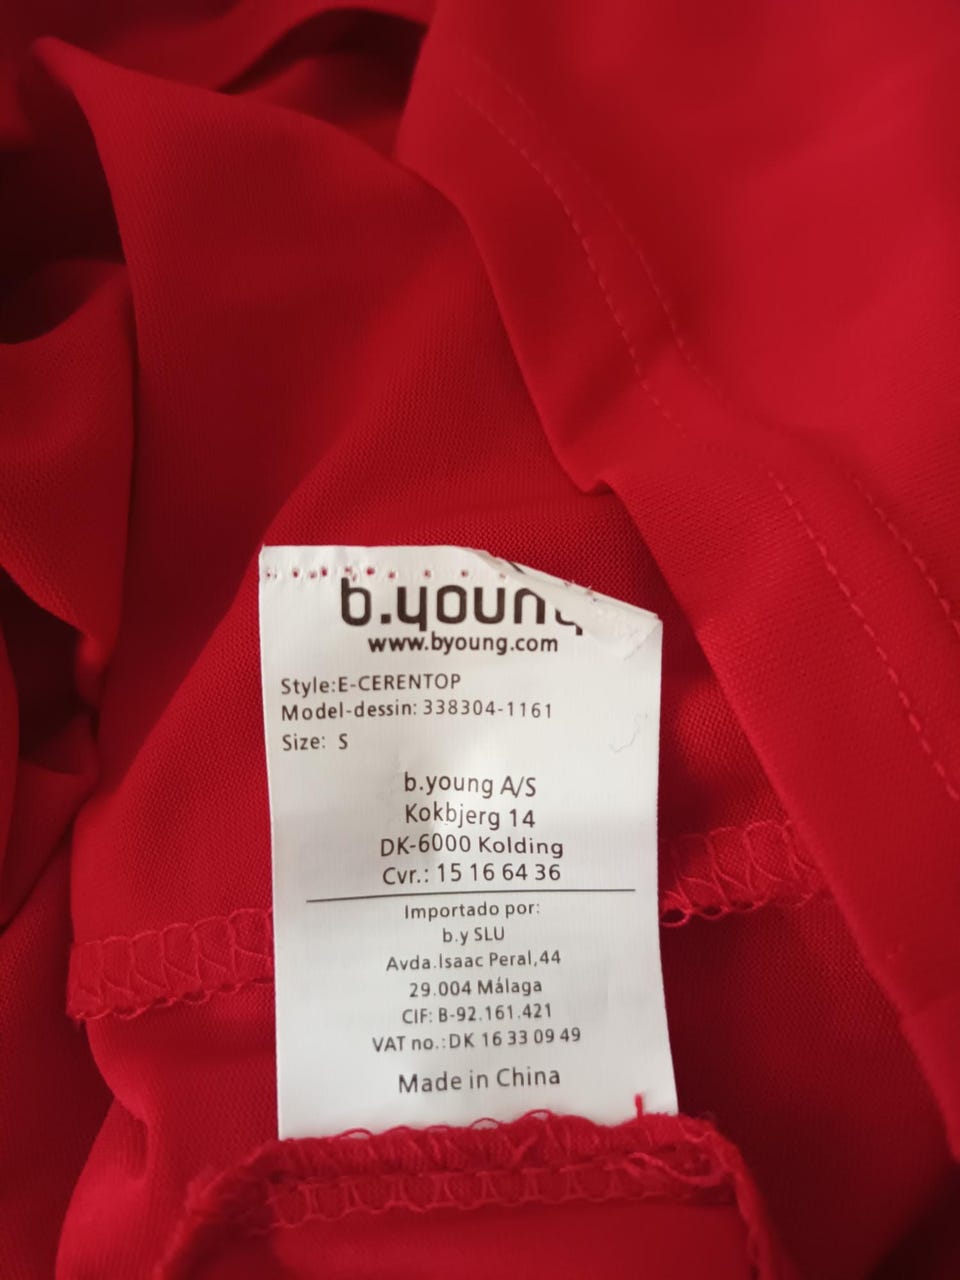 b.young
www.byoung.com
Style:E-CERENTOP
Model-dessin: 338304-1161
Size: S
b.young A/S
Kokbjerg 14
DK-6000 Kolding
Cvr.: 15 16 64 36
Importado por:
b.y SLU
Avda.Isaac Peral,44
29.004 Málaga
CIF: B-92.161.421
VAT no.:DK 16 33 09 49
Made in China